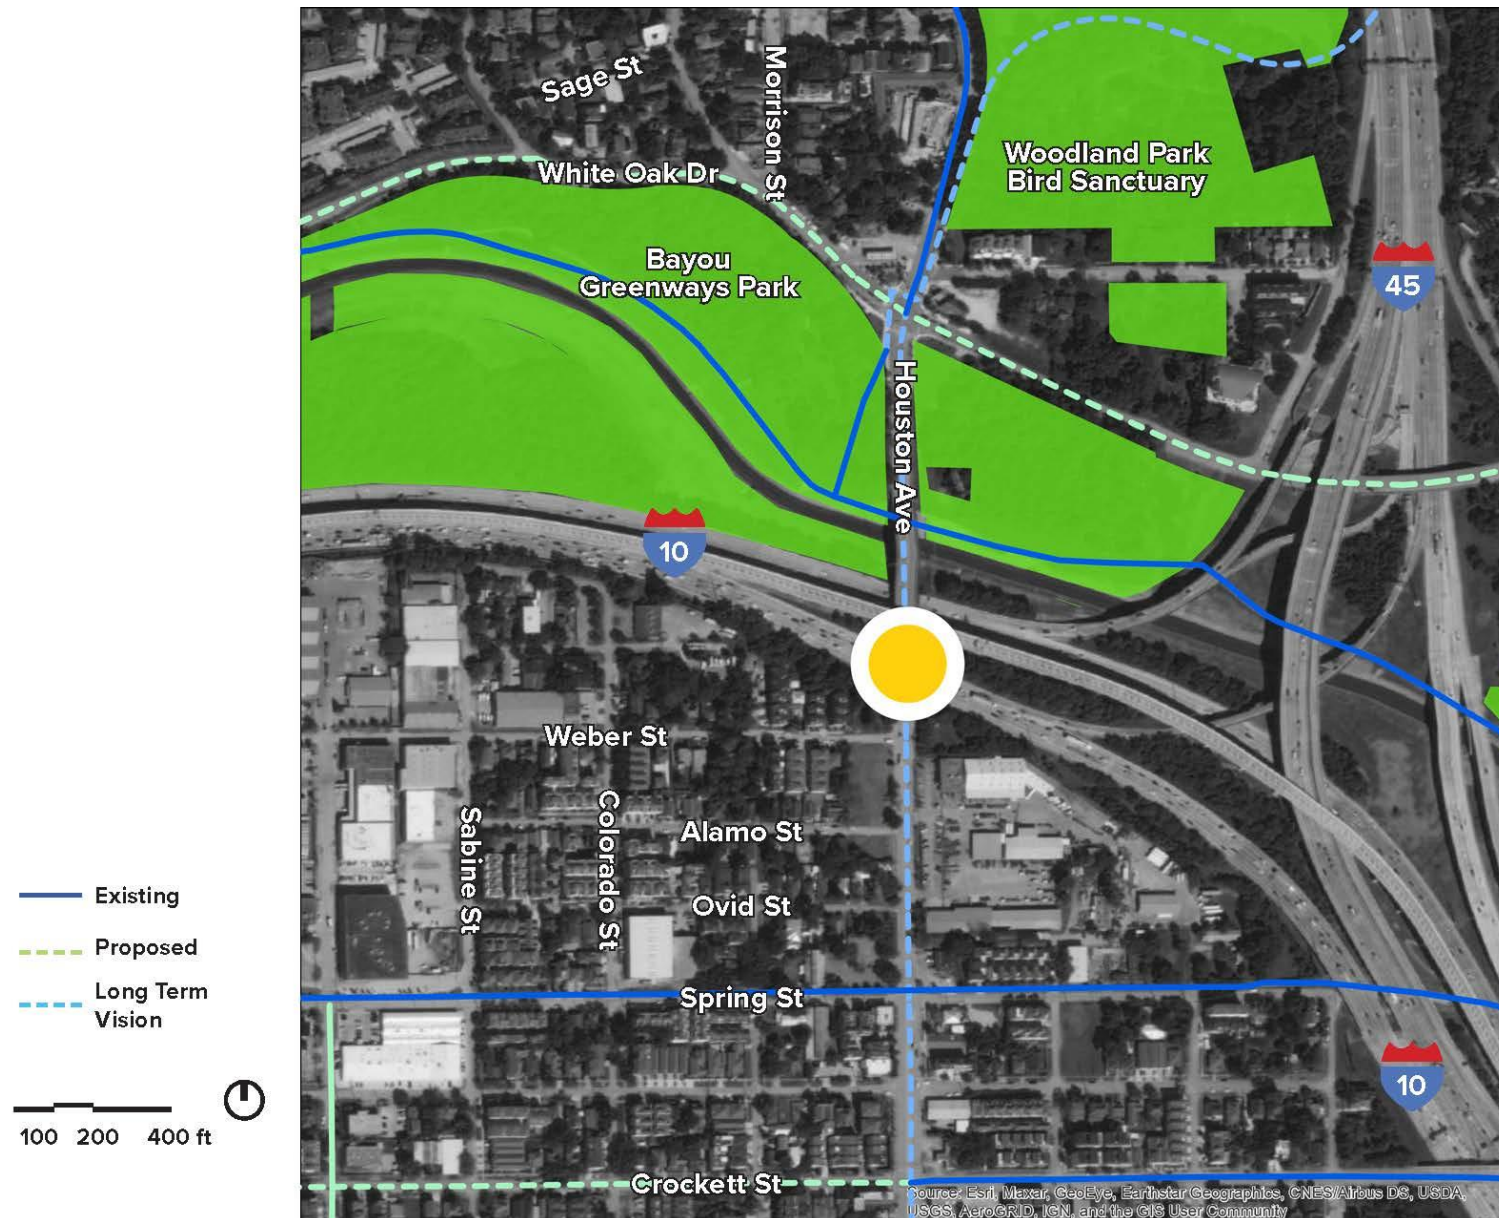 Sage St
Morrison St
White Oak Dr
Woodland Park
Bird Sanctuary
Bayou
Greenways Park
45
Houston Ave
10
Weber St
Sabine St
Colorado St
Alamo St
Ovid St
Spring St
10
Crockett St
Existing
Proposed
Long Term
Vision
100 200 400 ft
Source: Esri, Maxar, GeoEye, Earthstar Geographics, CNES/Airbus DS, USDA,
USGS, AeroGRID, IGN, and the GIS User Community